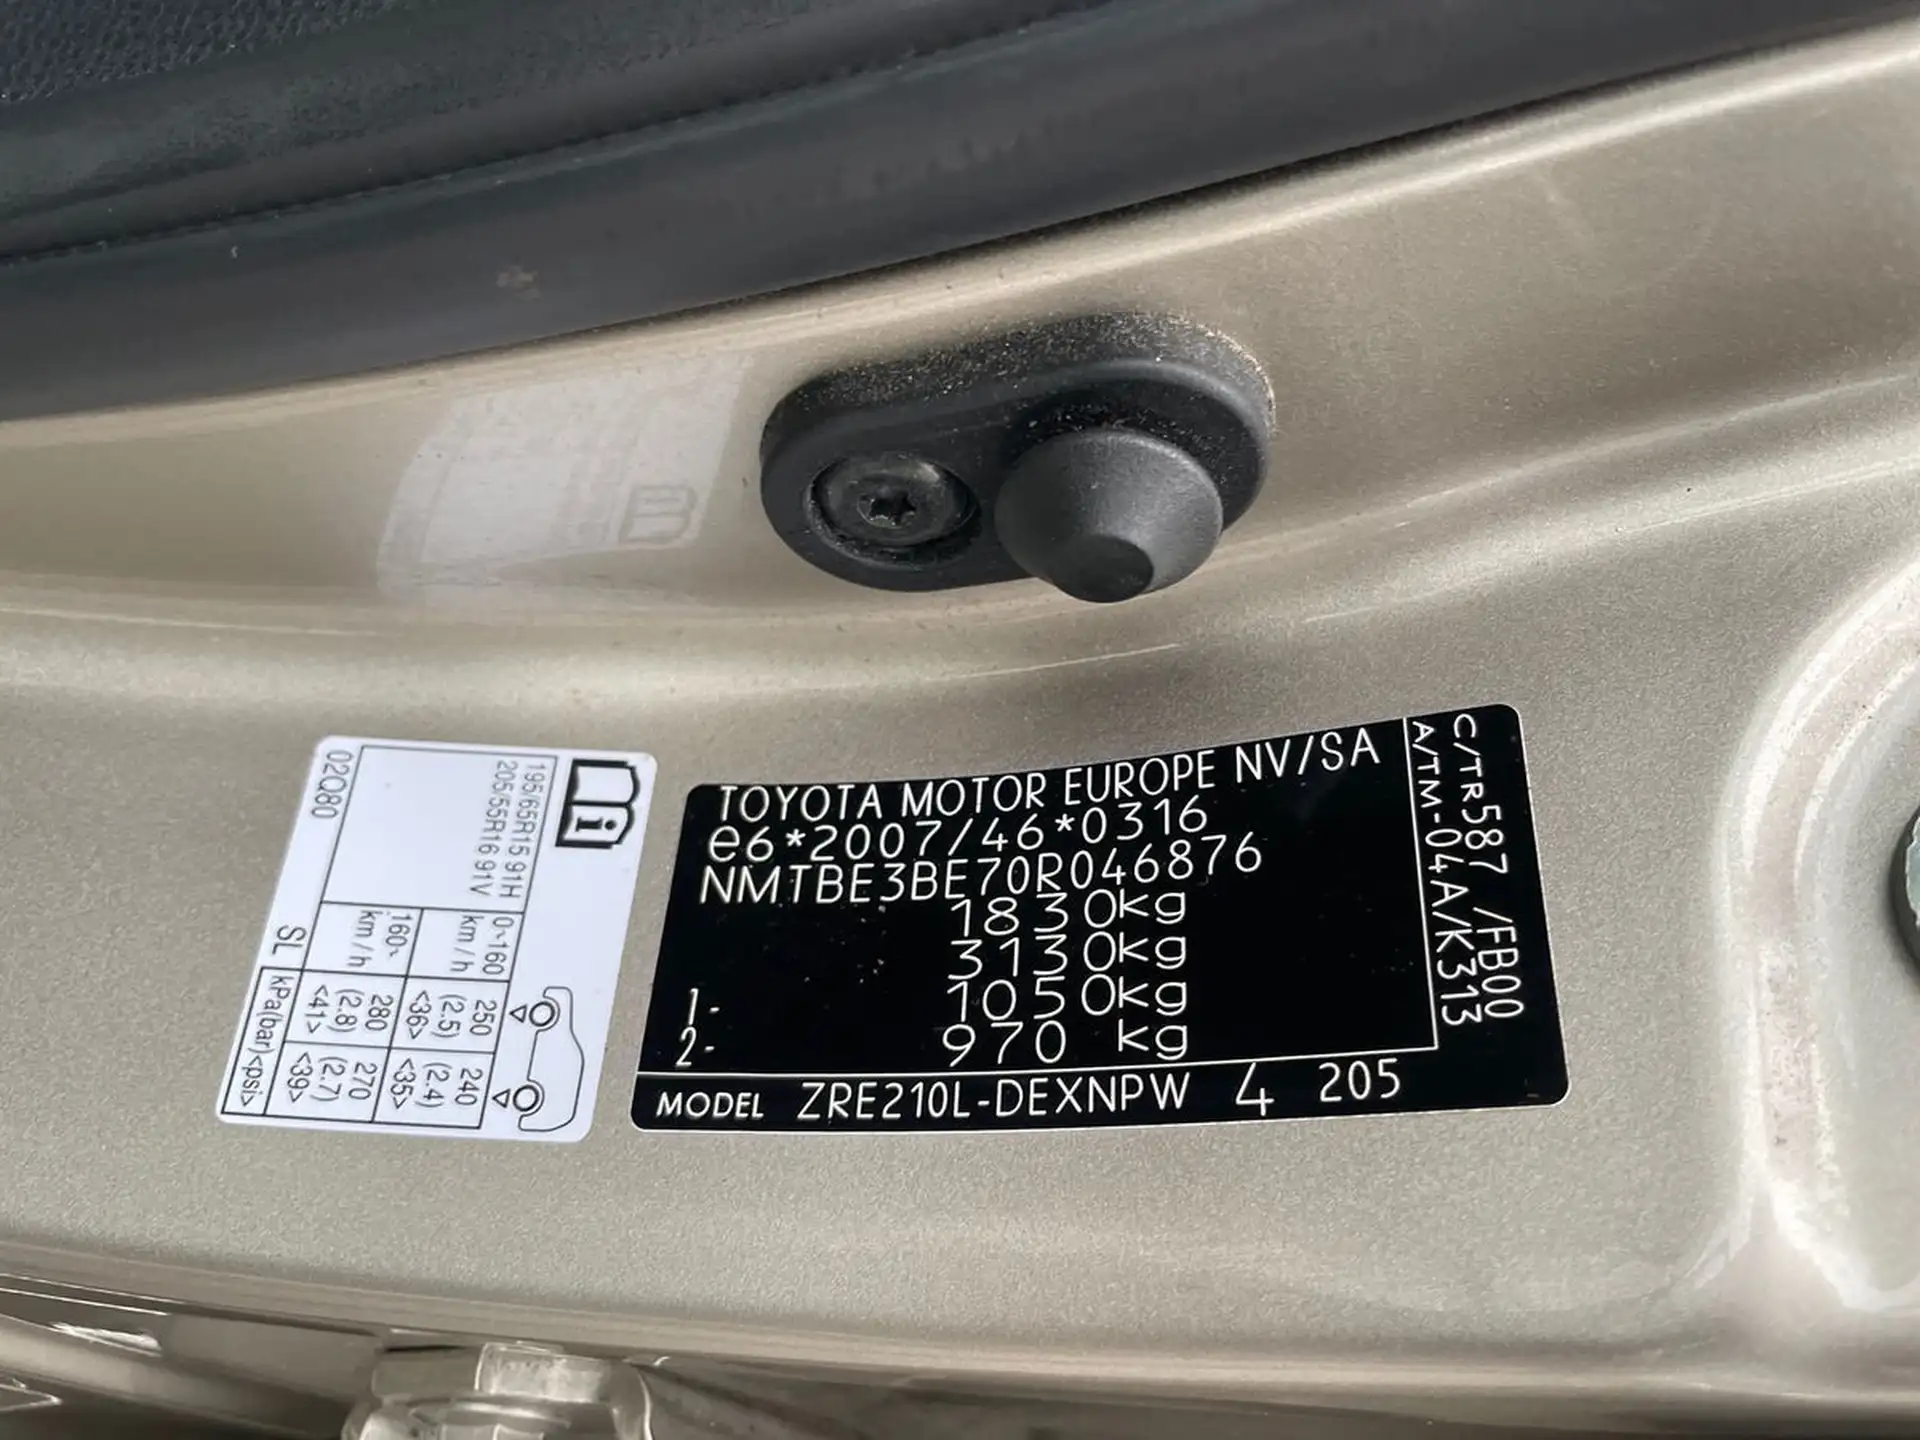 TOYOTA MOTOR EUROPE NV/SA
e6*2007/46*0316
NMTBE3BE70R046876
1830kg
3130kg
1- 1050kg
2- 970 kg
MODEL ZRE210L-DEXNPW 4 205
C/TR587 /FB00
A/TM-04A/K313
i
195/65R15 91H
205/55R16 91V
0~160 km/h
250 (2.5) <36>
240 (2.4) <35>
160~ km/h
280 (2.8) <41>
270 (2.7) <39>
kPa(bar)<psi>
02Q80
SL